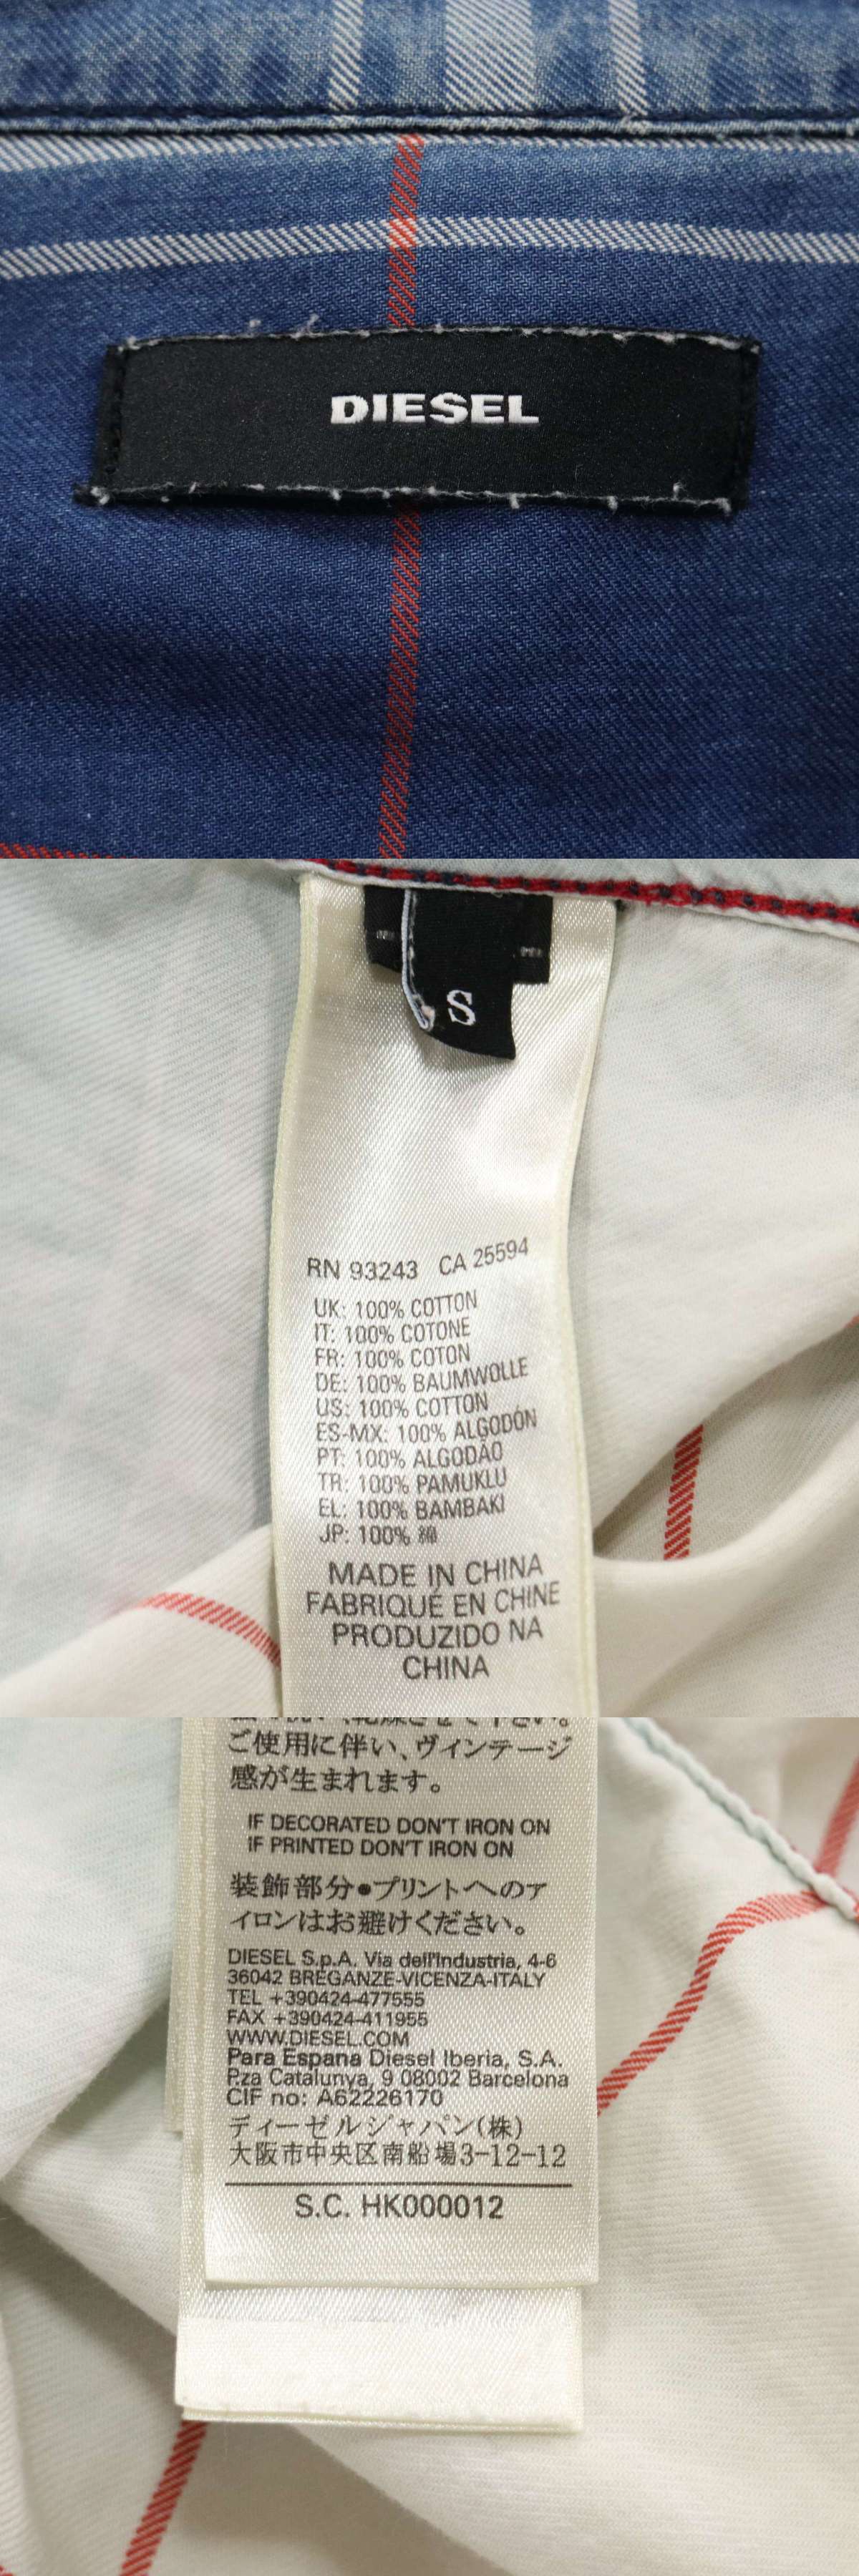 DIESEL
S
RN 93243 CA 25594
UK: 100% COTTON
IT: 100% COTONE
FR: 100% COTON
DE: 100% BAUMWOLLE
US: 100% COTTON
ES-MX: 100% ALGODÓN
PT: 100% ALGODÃO
TR: 100% PAMUKLU
EL: 100% BAMBAKI
JP: 100% 綿
MADE IN CHINA
FABRIQUÉ EN CHINE
PRODUZIDO NA
CHINA
ご使用に伴い、ヴィンテージ
感が生まれます。
IF DECORATED DON'T IRON ON
IF PRINTED DON'T IRON ON
装飾部分●プリントへのア
イロンはお避けください。
DIESEL S.p.A. Via dell'Industria, 4-6
36042 BREGANZE-VICENZA-ITALY
TEL +390424-477555
FAX +390424-411955
WWW.DIESEL.COM
Para Espana Diesel Iberia, S.A.
P.za Catalunya, 9 08002 Barcelona
CIF no: A62226170
ディーゼルジャパン(株)
大阪市中央区南船場3-12-12
S.C. HK000012